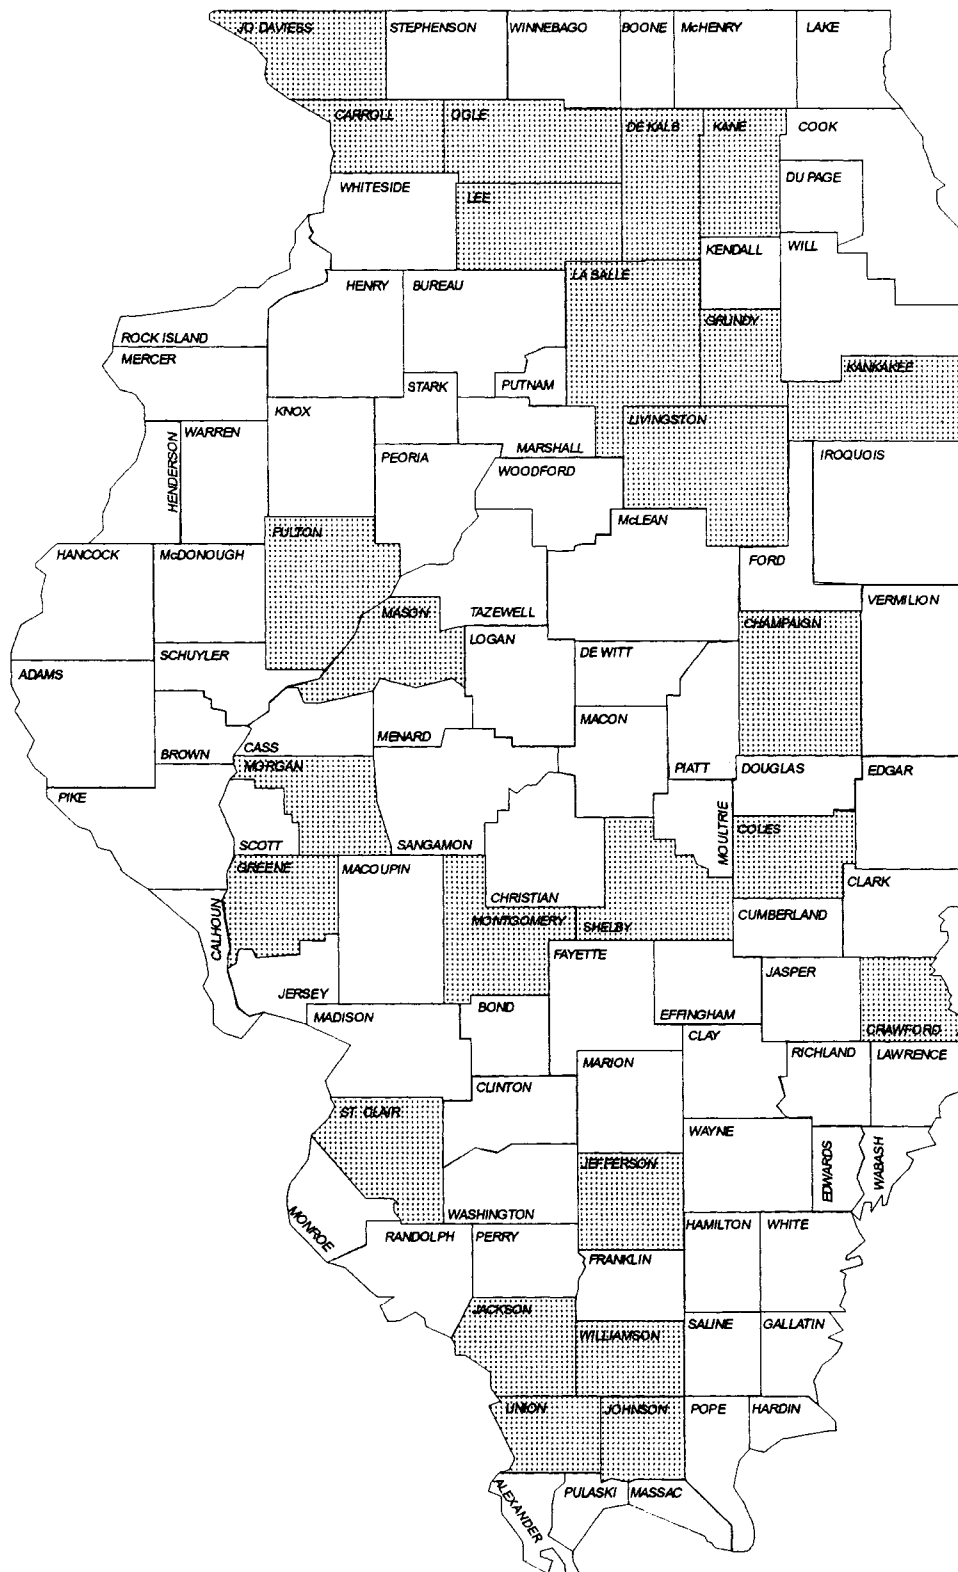 JO DAVIESS
STEPHENSON
WINNEBAGO
BOONE
McHENRY
LAKE
CARROLL
OGLE
DE KALB
KANE
COOK
DU PAGE
WHITESIDE
LEE
KENDALL
WILL
LA SALLE
HENRY
BUREAU
GRUNDY
ROCK ISLAND
MERCER
KANKAKEE
STARK
PUTNAM
KNOX
LIVINGSTON
HENDERSON
WARREN
PEORIA
MARSHALL
IROQUOIS
WOODFORD
McLEAN
FULTON
HANCOCK
McDONOUGH
FORD
VERMILION
MASON
TAZEWELL
CHAMPAIGN
LOGAN
DE WITT
SCHUYLER
ADAMS
MACON
MENARD
CASS
BROWN
MORGAN
PIATT
DOUGLAS
EDGAR
PIKE
MOULTRIE
COLES
SCOTT
SANGAMON
GREENE
MACOUPIN
CLARK
CHRISTIAN
CALHOUN
MONTGOMERY
SHELBY
CUMBERLAND
FAYETTE
JASPER
JERSEY
MADISON
BOND
EFFINGHAM
CLAY
CRAWFORD
RICHLAND
LAWRENCE
MARION
CLINTON
ST. CLAIR
WAYNE
EDWARDS
WABASH
JEFFERSON
MONROE
WASHINGTON
RANDOLPH
PERRY
HAMILTON
WHITE
FRANKLIN
JACKSON
WILLIAMSON
SALINE
GALLATIN
UNION
JOHNSON
POPE
HARDIN
ALEXANDER
PULASKI
MASSAC